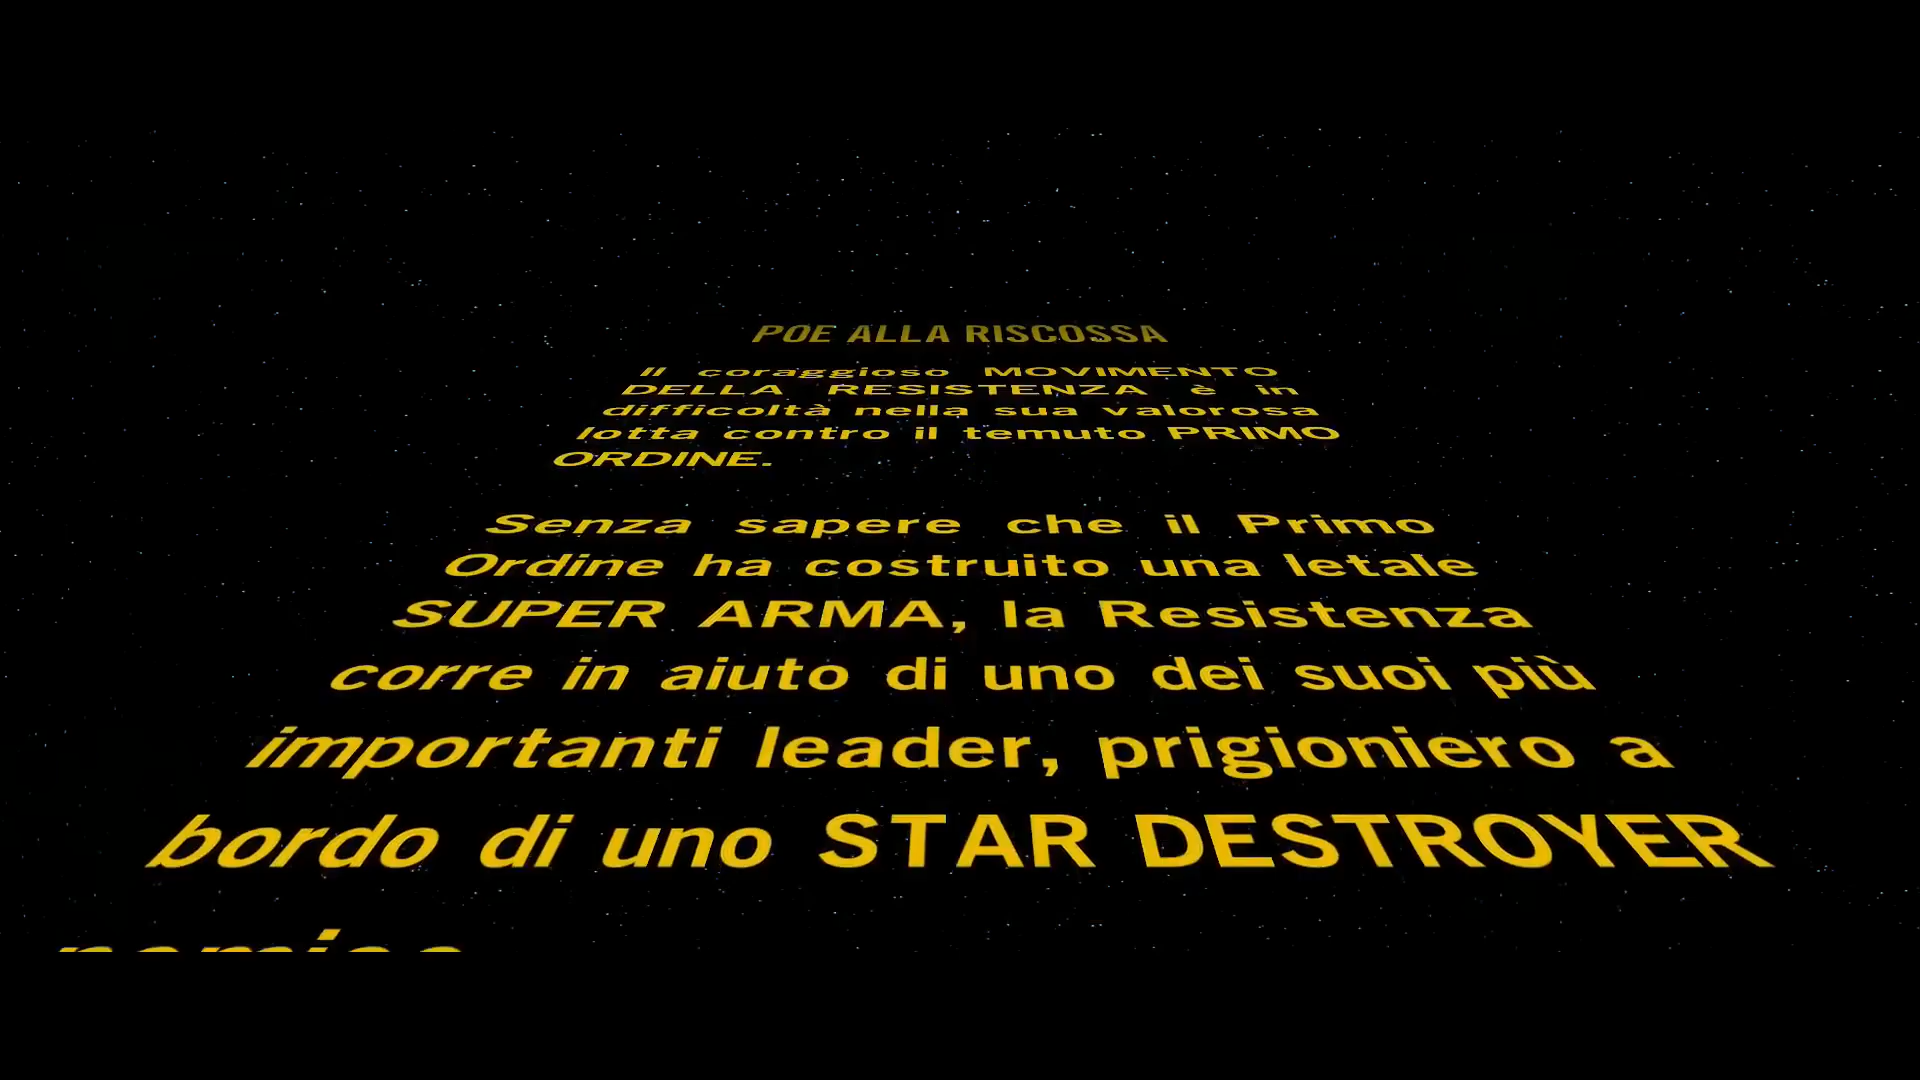 POE ALLA RISCOSSA
Il coraggioso MOVIMENTO
DELLA RESISTENZA è in
difficoltà nella sua valorosa
lotta contro il temuto PRIMO
ORDINE.
Senza sapere che il Primo
Ordine ha costruito una letale
SUPER ARMA, la Resistenza
corre in aiuto di uno dei suoi più
importanti leader, prigioniero a
bordo di uno STAR DESTROYER